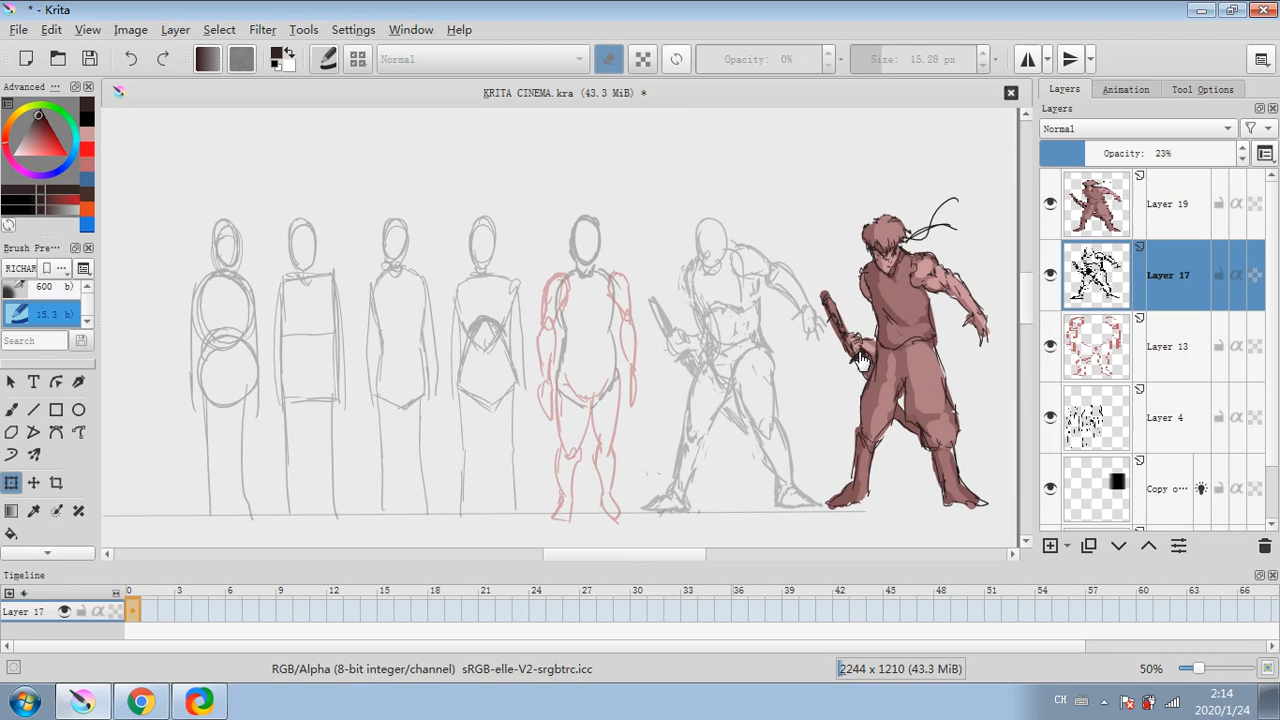 * - Krita
File Edit View Image Layer Select Filter Tools Settings Window Help
Normal Opacity: 0% Size: 15.28 px
Advanced ...
KRITA CINEMA.kra (43.3 MiB) *
Layers Animation Tool Options
Layers
Normal
Opacity: 23%
Layer 19
Layer 17
Layer 13
Layer 4
Copy o...
Brush Pre...
RICHAR
600 b)
15.3 b)
Search
Timeline
0 3 6 9 12 15 18 21 24 27 30 33 36 39 42 45 48 51 54 57 60 63 66
Layer 17
RGB/Alpha (8-bit integer/channel) sRGB-elle-V2-srgbtrc.icc 2244 x 1210 (43.3 MiB) 50%
CH 2:14
2020/1/24